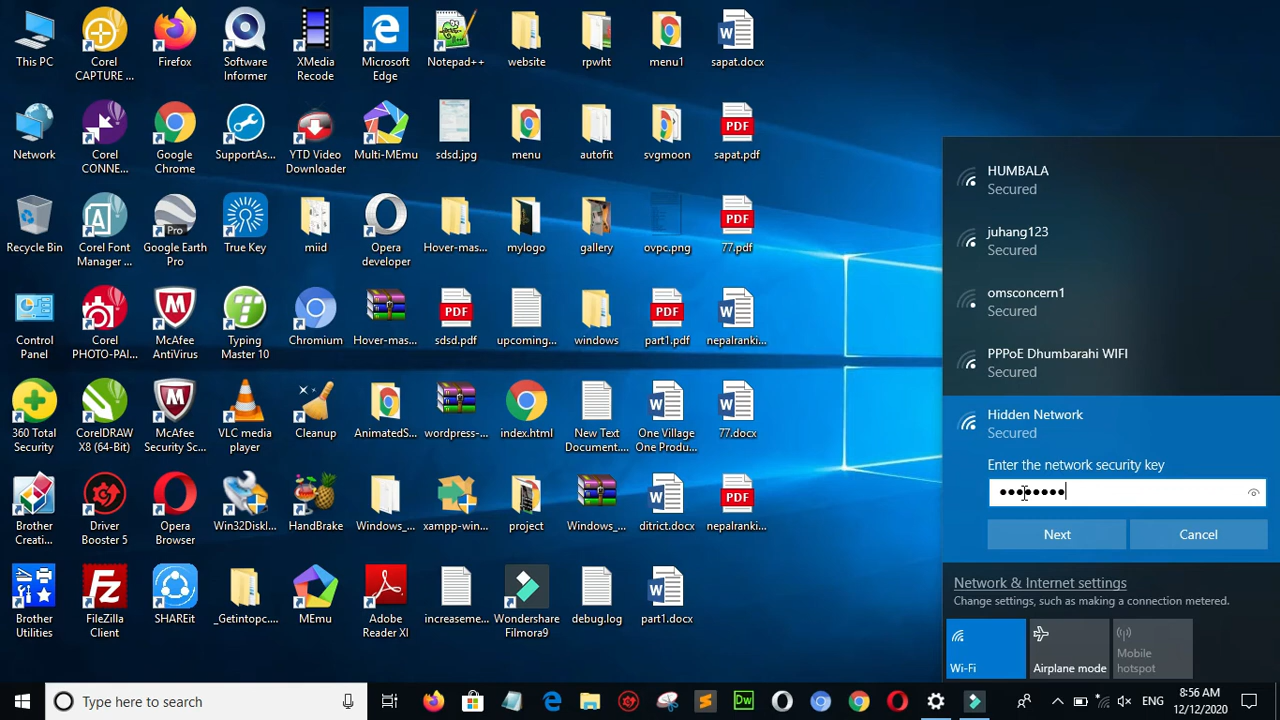 This PC
Corel CAPTURE ...
Firefox
Software Informer
XMedia Recode
Microsoft Edge
Notepad++
website
rpwht
menu1
sapat.docx
Network
Corel CONNE...
Google Chrome
SupportAs...
YTD Video Downloader
Multi-MEmu
sdsd.jpg
menu
autofit
svgmoon
PDF
sapat.pdf
Recycle Bin
Corel Font Manager ...
Pro
Google Earth Pro
True Key
miid
Opera developer
Hover-mas...
mylogo
gallery
ovpc.png
PDF
77.pdf
Control Panel
Corel PHOTO-PAI...
McAfee AntiVirus
Typing Master 10
Chromium
Hover-mas...
PDF
sdsd.pdf
upcoming...
windows
PDF
part1.pdf
nepalranki...
360 Total Security
CorelDRAW X8 (64-Bit)
McAfee Security Sc...
VLC media player
Cleanup
AnimatedS...
wordpress-...
index.html
New Text Document....
One Village One Produ...
77.docx
Brother Creati...
Driver Booster 5
Opera Browser
Win32DiskI...
HandBrake
Windows_...
xampp-win...
project
Windows_...
ditrict.docx
PDF
nepalranki...
Brother Utilities
FileZilla Client
SHAREit
_Getintopc....
MEmu
Adobe Reader XI
increaseme...
Wondershare Filmora9
debug.log
part1.docx
HUMBALA
Secured
juhang123
Secured
omsconcern1
Secured
PPPoE Dhumbarahi WIFI
Secured
Hidden Network
Secured
Enter the network security key
••••••••
Next
Cancel
Network & Internet settings
Change settings, such as making a connection metered.
Wi-Fi
Airplane mode
Mobile hotspot
Type here to search
Dw
ENG
8:56 AM
12/12/2020